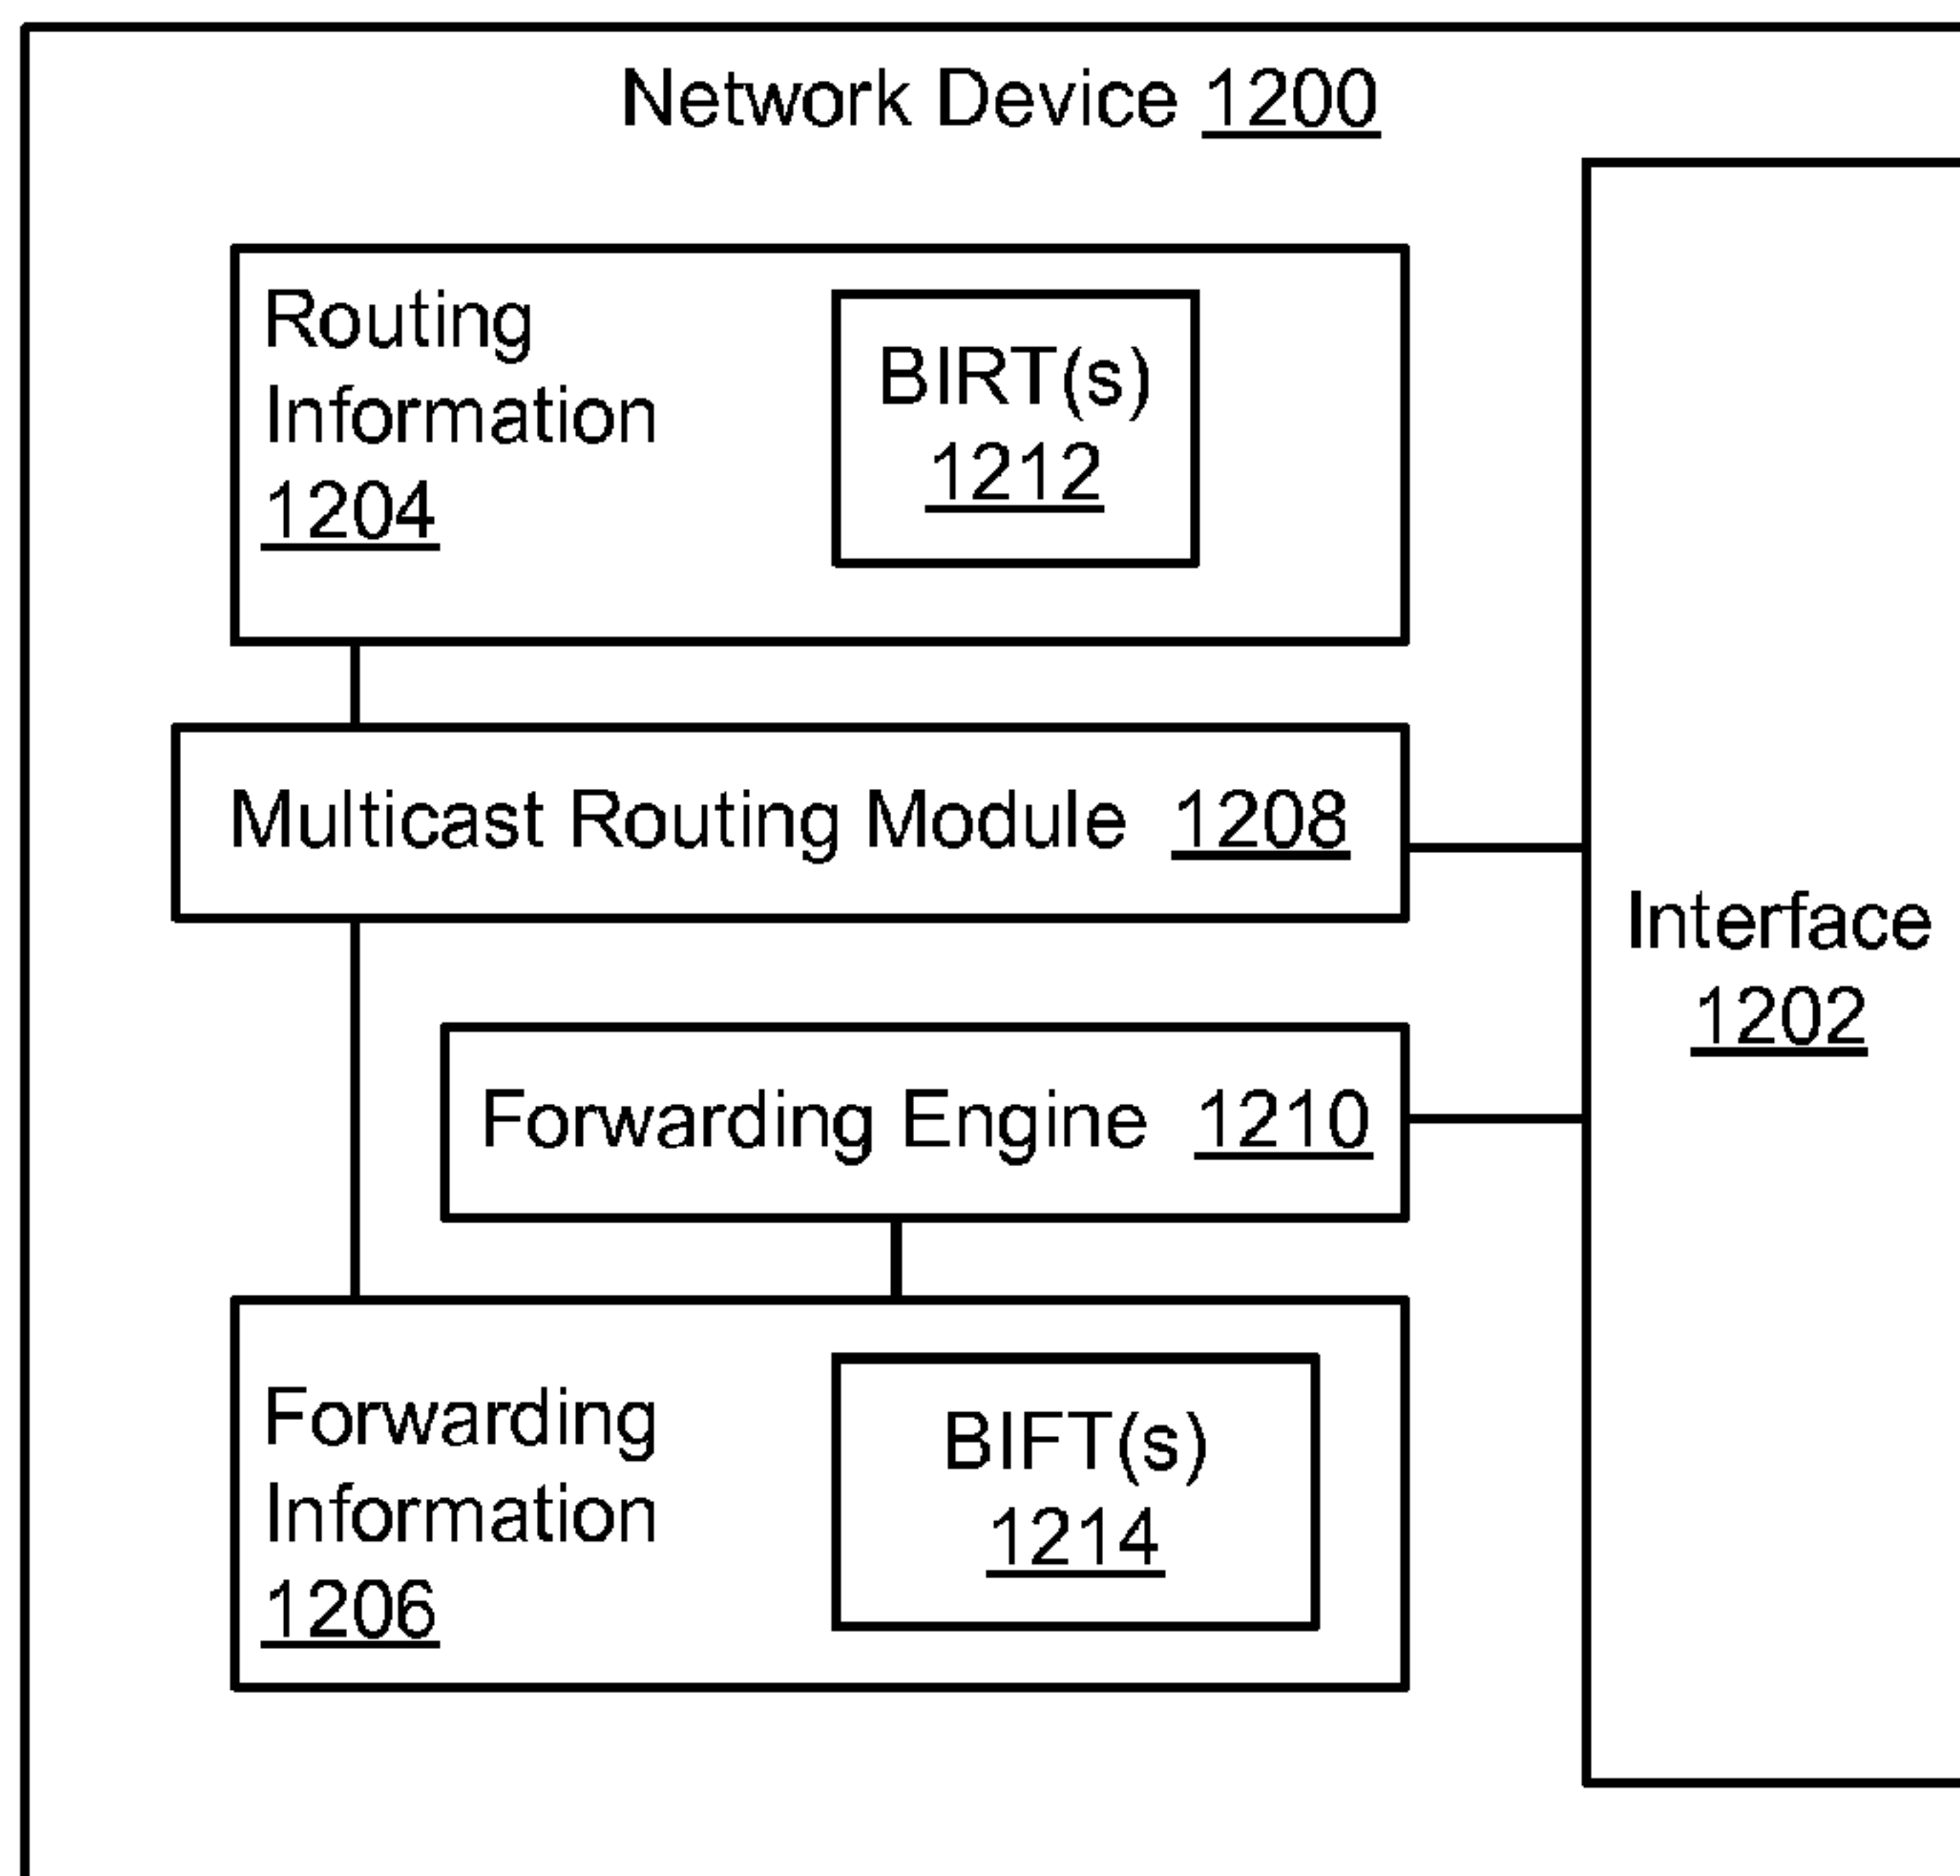 Network Device 1200
Routing
Information
1204
BIRT(s)
1212
Multicast Routing Module 1208
Interface
1202
Forwarding Engine 1210
Forwarding
Information
1206
BIFT(s)
1214